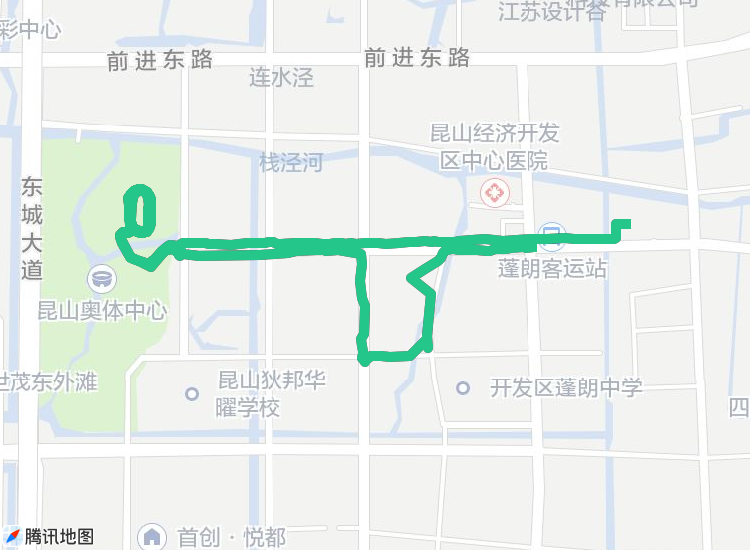 江苏设计谷
彩中心
前进东路
前进东路
连水泾
昆山经济开发
区中心医院
栈泾河
东城大道
蓬朗客运站
昆山奥体中心
世茂东外滩
昆山狄邦华
曜学校
开发区蓬朗中学
四
首创·悦都
腾讯地图